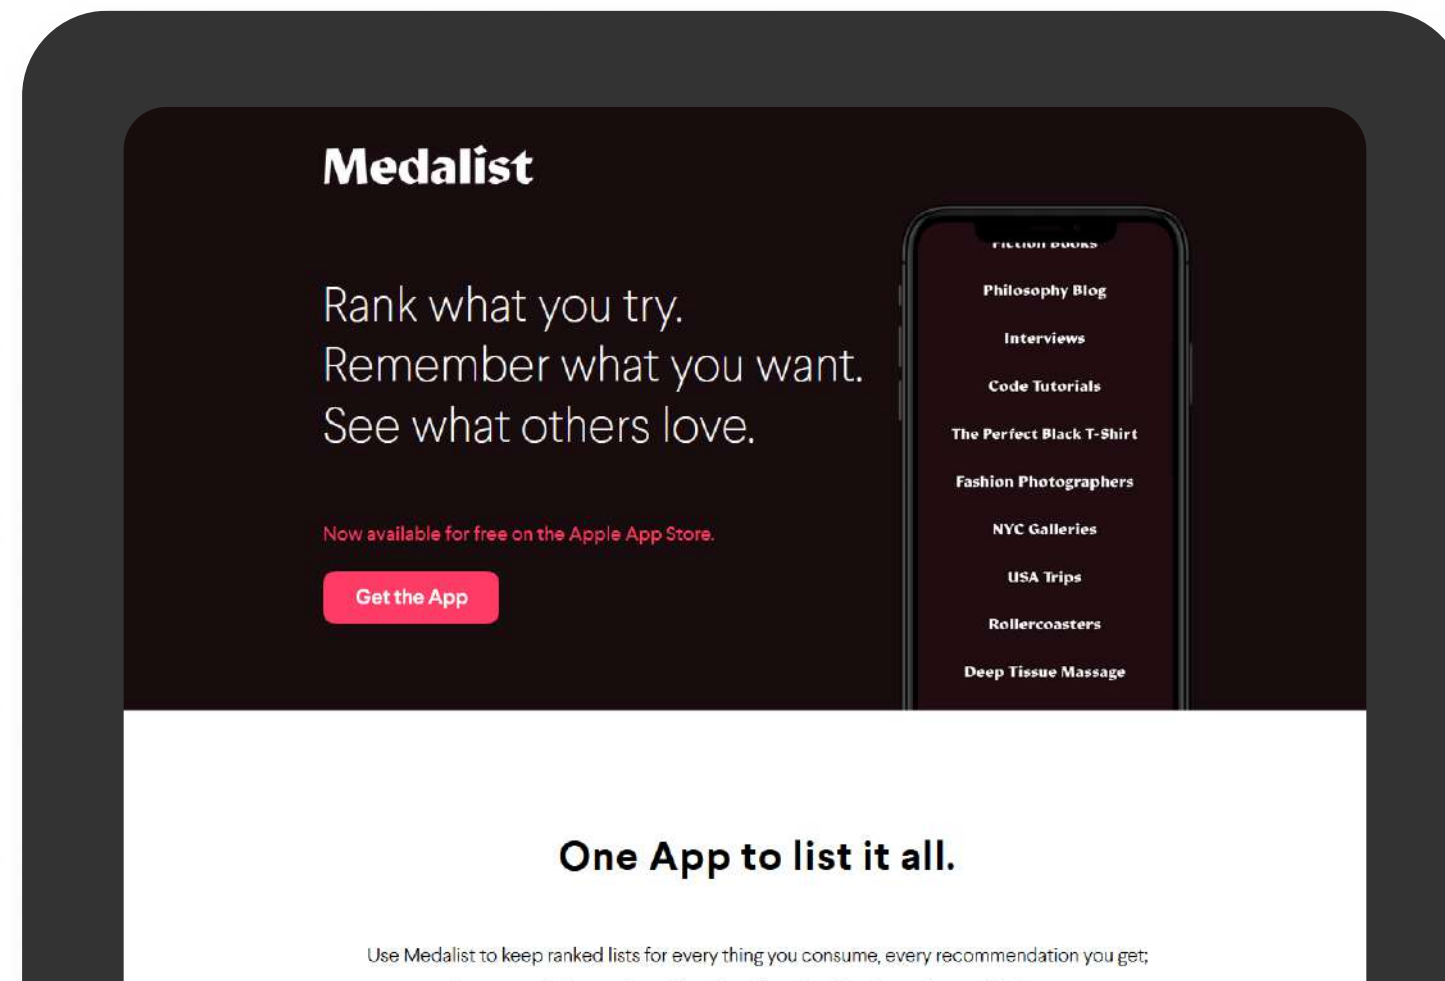 Medalist
Rank what you try.
Remember what you want.
See what others love.
Now available for free on the Apple App Store.
Get the App
Fiction Books
Philosophy Blog
Interviews
Code Tutorials
The Perfect Black T-Shirt
Fashion Photographers
NYC Galleries
USA Trips
Rollercoasters
Deep Tissue Massage
One App to list it all.
Use Medalist to keep ranked lists for every thing you consume, every recommendation you get;